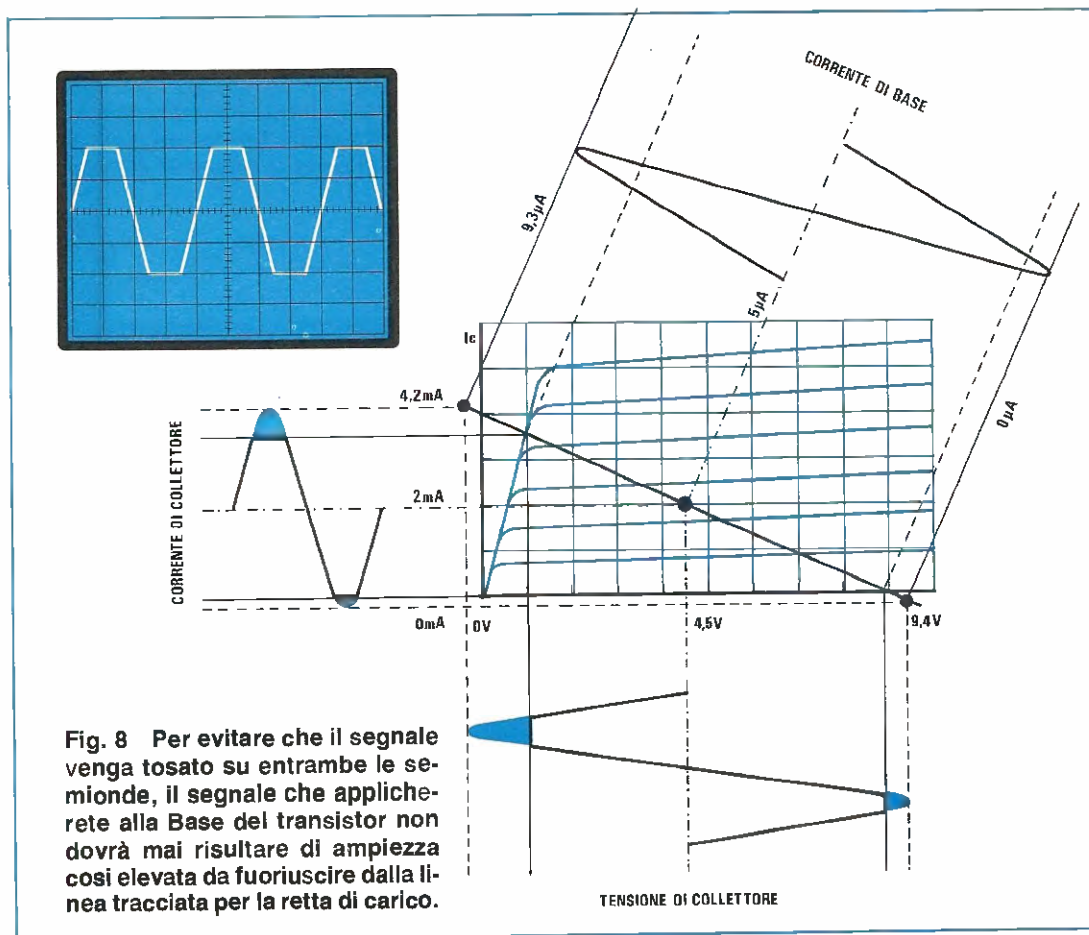 CORRENTE DI BASE
9,3µA
5µA
0µA
Ic
4,2mA
2mA
0mA
CORRENTE DI COLLETTORE
0V
4,5V
9,4V
TENSIONE DI COLLETTORE
Fig. 8 Per evitare che il segnale
venga tosato su entrambe le se-
mionde, il segnale che appliche-
rete alla Base del transistor non
dovrà mai risultare di ampiezza
cosi elevata da fuoriuscire dalla li-
nea tracciata per la retta di carico.